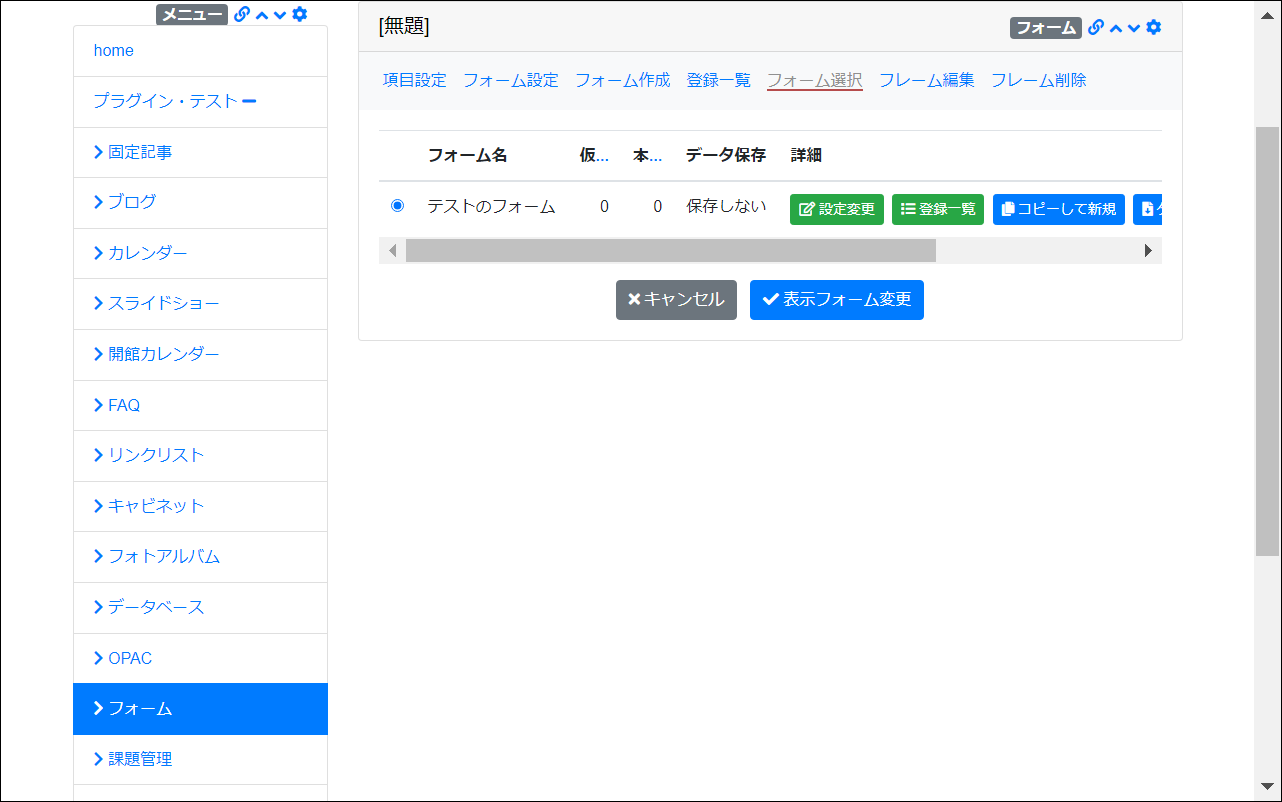 メニュー
home
プラグイン・テスト
固定記事
ブログ
カレンダー
スライドショー
開館カレンダー
FAQ
リンクリスト
キャビネット
フォトアルバム
データベース
OPAC
フォーム
課題管理
[無題] フォーム
項目設定 フォーム設定 フォーム作成 登録一覧 フォーム選択 フレーム編集 フレーム削除
フォーム名 仮... 本... データ保存 詳細
テストのフォーム 0 0 保存しない 設定変更 登録一覧 コピーして新規
キャンセル 表示フォーム変更